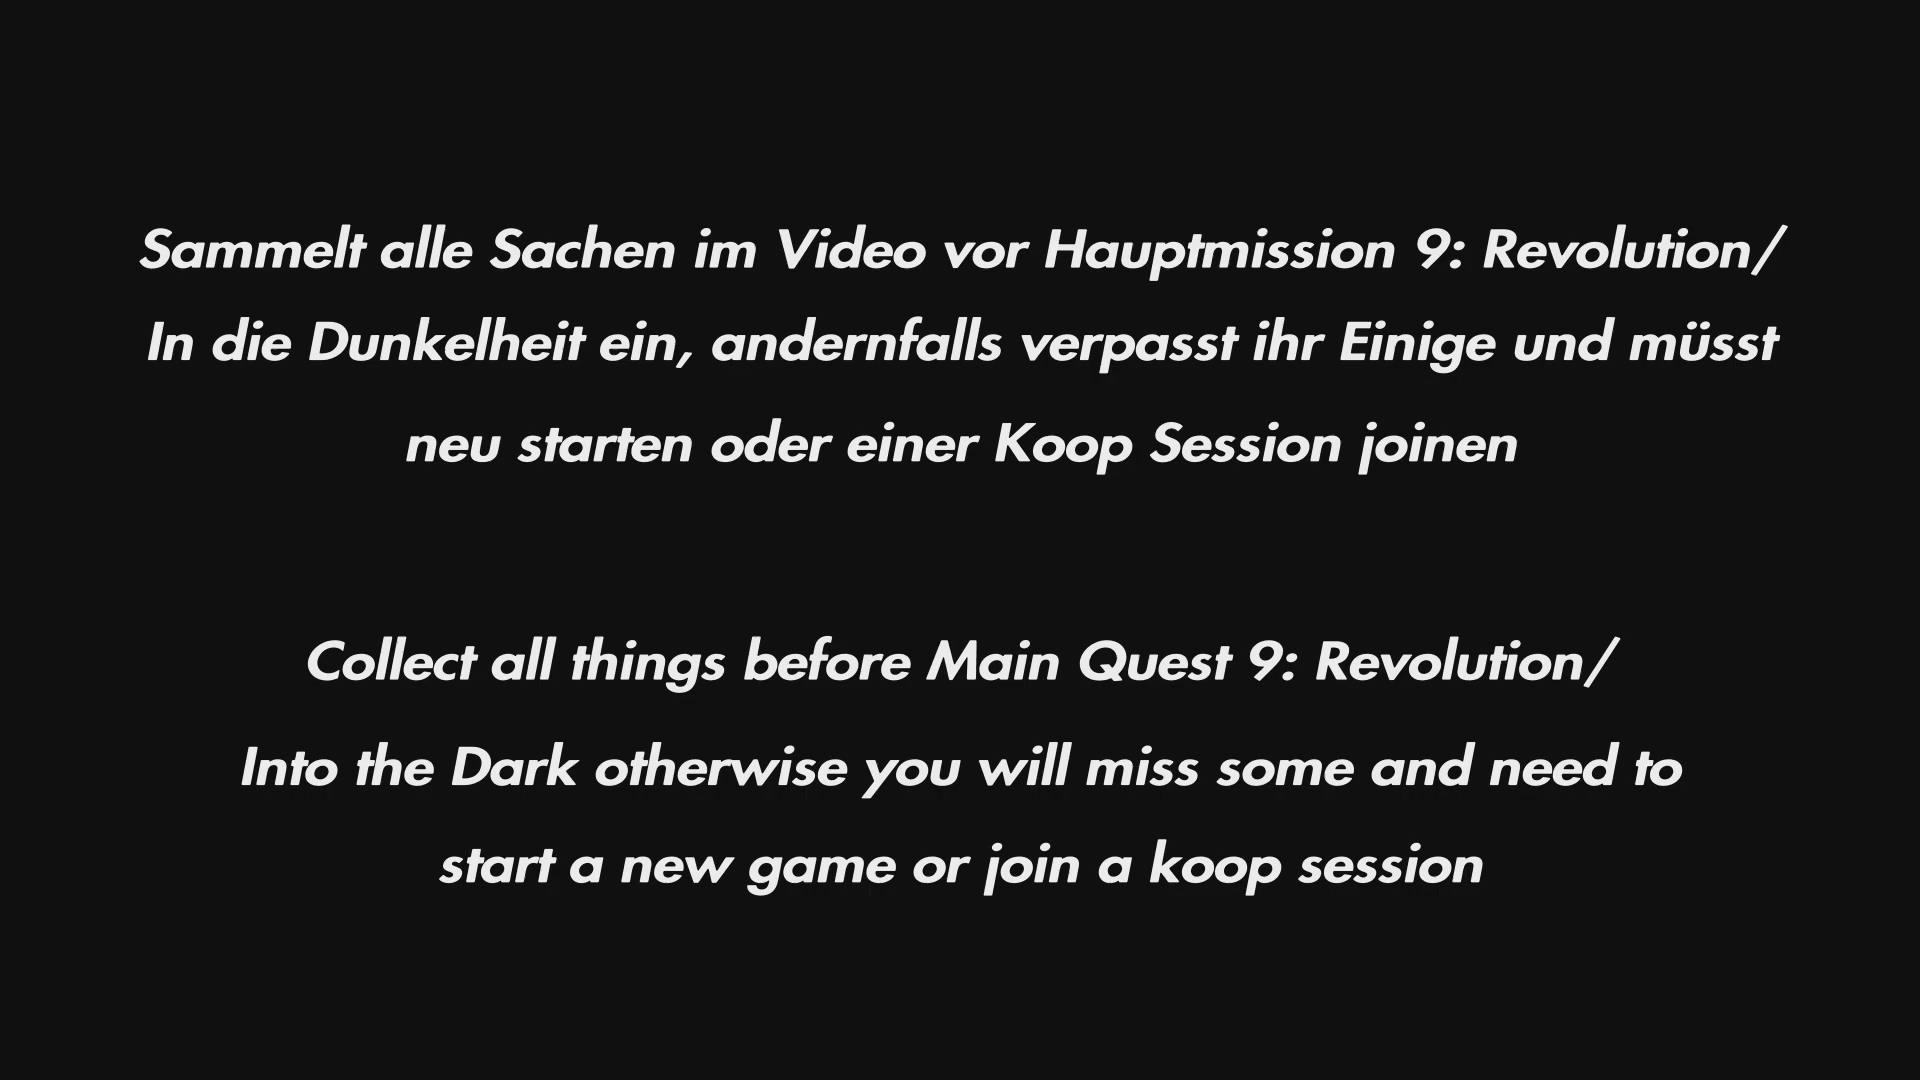 Sammelt alle Sachen im Video vor Hauptmission 9: Revolution/
In die Dunkelheit ein, andernfalls verpasst ihr Einige und müsst
neu starten oder einer Koop Session joinen
Collect all things before Main Quest 9: Revolution/
Into the Dark otherwise you will miss some and need to
start a new game or join a koop session